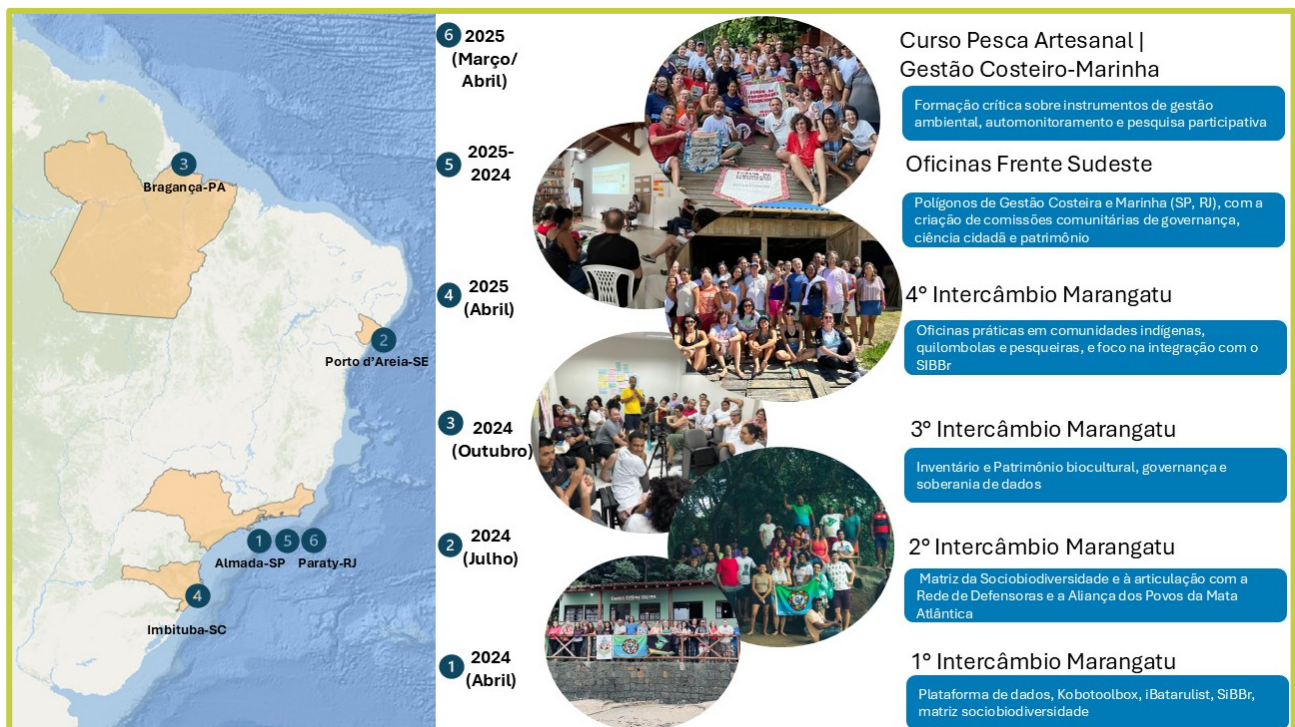 3
Bragança-PA
2
Porto d'Areia-SE
1 5 6
Almada-SP Paraty-RJ
4
Imbituba-SC
6 2025
(Março/
Abril)
Curso Pesca Artesanal |
Gestão Costeiro-Marinha
Formação crítica sobre instrumentos de gestão
ambiental, automonitoramento e pesquisa participativa
5 2025-
2024
Oficinas Frente Sudeste
Polígonos de Gestão Costeira e Marinha (SP, RJ), com a
criação de comissões comunitárias de governança,
ciência cidadã e patrimônio
4 2025
(Abril)
4° Intercâmbio Marangatu
Oficinas práticas em comunidades indígenas,
quilombolas e pesqueiras, e foco na integração com o
SIBBr
3 2024
(Outubro)
3° Intercâmbio Marangatu
Inventário e Patrimônio biocultural, governança e
soberania de dados
2 2024
(Julho)
2° Intercâmbio Marangatu
Matriz da Sociobiodiversidade e à articulação com a
Rede de Defensoras e a Aliança dos Povos da Mata
Atlântica
1 2024
(Abril)
1° Intercâmbio Marangatu
Plataforma de dados, Kobotoolbox, iBatarulist, SiBBr,
matriz sociobiodiversidade